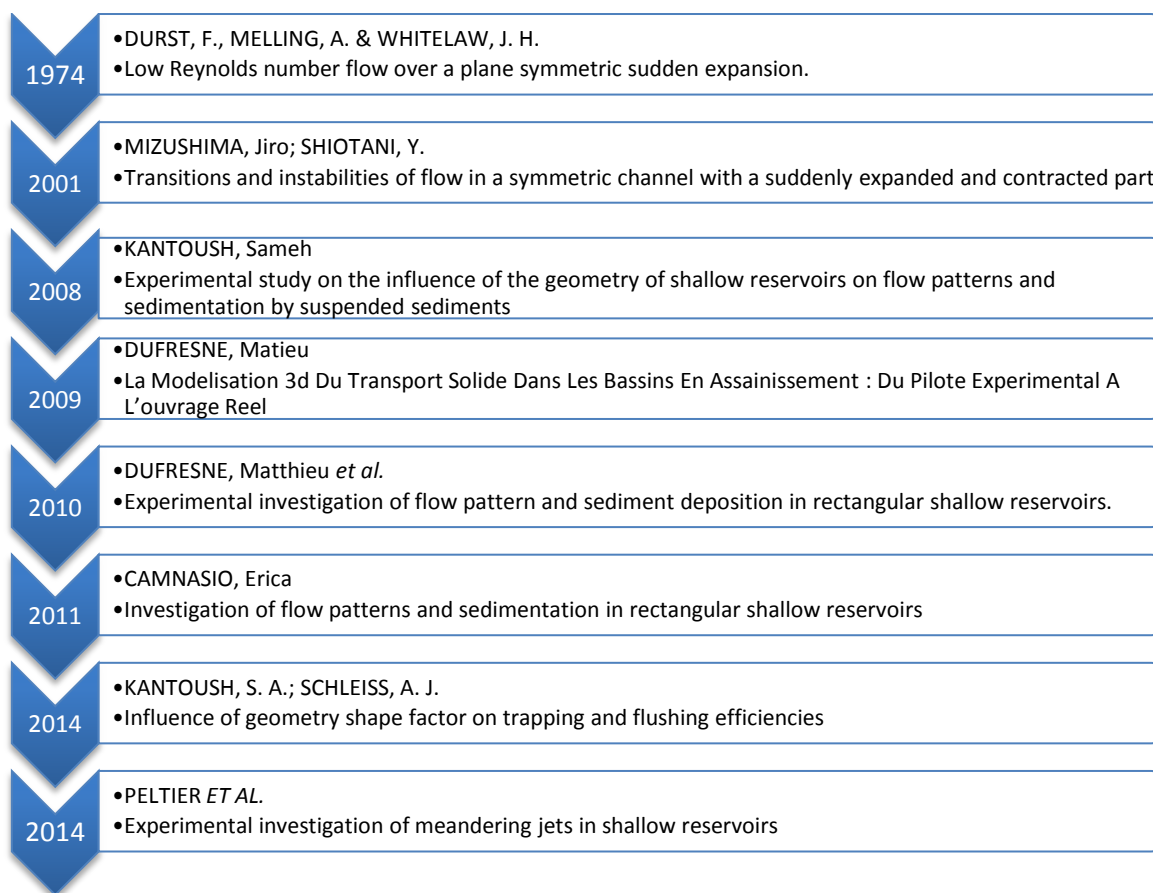 1974
•DURST, F., MELLING, A. & WHITELAW, J. H.
•Low Reynolds number flow over a plane symmetric sudden expansion.
2001
•MIZUSHIMA, Jiro; SHIOTANI, Y.
•Transitions and instabilities of flow in a symmetric channel with a suddenly expanded and contracted part
2008
•KANTOUSH, Sameh
•Experimental study on the influence of the geometry of shallow reservoirs on flow patterns and
sedimentation by suspended sediments
2009
•DUFRESNE, Matieu
•La Modelisation 3d Du Transport Solide Dans Les Bassins En Assainissement : Du Pilote Experimental A
L’ouvrage Reel
2010
•DUFRESNE, Matthieu et al.
•Experimental investigation of flow pattern and sediment deposition in rectangular shallow reservoirs.
2011
•CAMNASIO, Erica
•Investigation of flow patterns and sedimentation in rectangular shallow reservoirs
2014
•KANTOUSH, S. A.; SCHLEISS, A. J.
•Influence of geometry shape factor on trapping and flushing efficiencies
2014
•PELTIER ET AL.
•Experimental investigation of meandering jets in shallow reservoirs